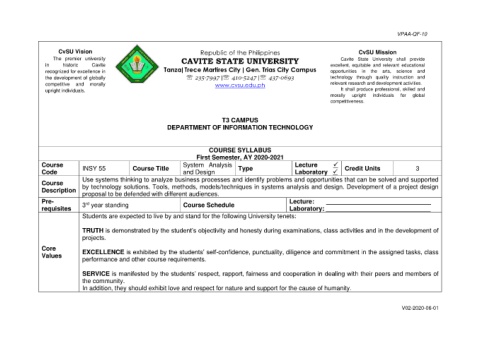 VPAA-QF-10
CvSU Vision
The premier university
in historic Cavite
recognized for excellence in
the development of globally
competitive and morally
upright individuals.
Republic of the Philippines
CAVITE STATE UNIVERSITY
Tanza| Trece Martires City | Gen. Trias City Campus
☏ 235-7997 |☏ 410-5247 |☏ 437-0693
www.cvsu.edu.ph
CvSU Mission
Cavite State University shall provide
excellent, equitable and relevant educational
opportunities in the arts, science and
technology through quality instruction and
relevant research and development activities.
It shall produce professional, skilled and
morally upright individuals for global
competitiveness.
T3 CAMPUS
DEPARTMENT OF INFORMATION TECHNOLOGY
COURSE SYLLABUS
First Semester, AY 2020-2021
Course Code
INSY 55
Course Title
System Analysis and Design
Type
Lecture ✓
Laboratory ✓
Credit Units
3
Course Description
Use systems thinking to analyze business processes and identify problems and opportunities that can be solved and supported
by technology solutions. Tools, methods, models/techniques in systems analysis and design. Development of a project design
proposal to be defended with different audiences.
Pre-requisites
3rd year standing
Course Schedule
Lecture:
Laboratory:
Core Values
Students are expected to live by and stand for the following University tenets:
TRUTH is demonstrated by the student's objectivity and honesty during examinations, class activities and in the development of
projects.
EXCELLENCE is exhibited by the students' self-confidence, punctuality, diligence and commitment in the assigned tasks, class
performance and other course requirements.
SERVICE is manifested by the students' respect, rapport, fairness and cooperation in dealing with their peers and members of
the community.
In addition, they should exhibit love and respect for nature and support for the cause of humanity.
V02-2020-06-01